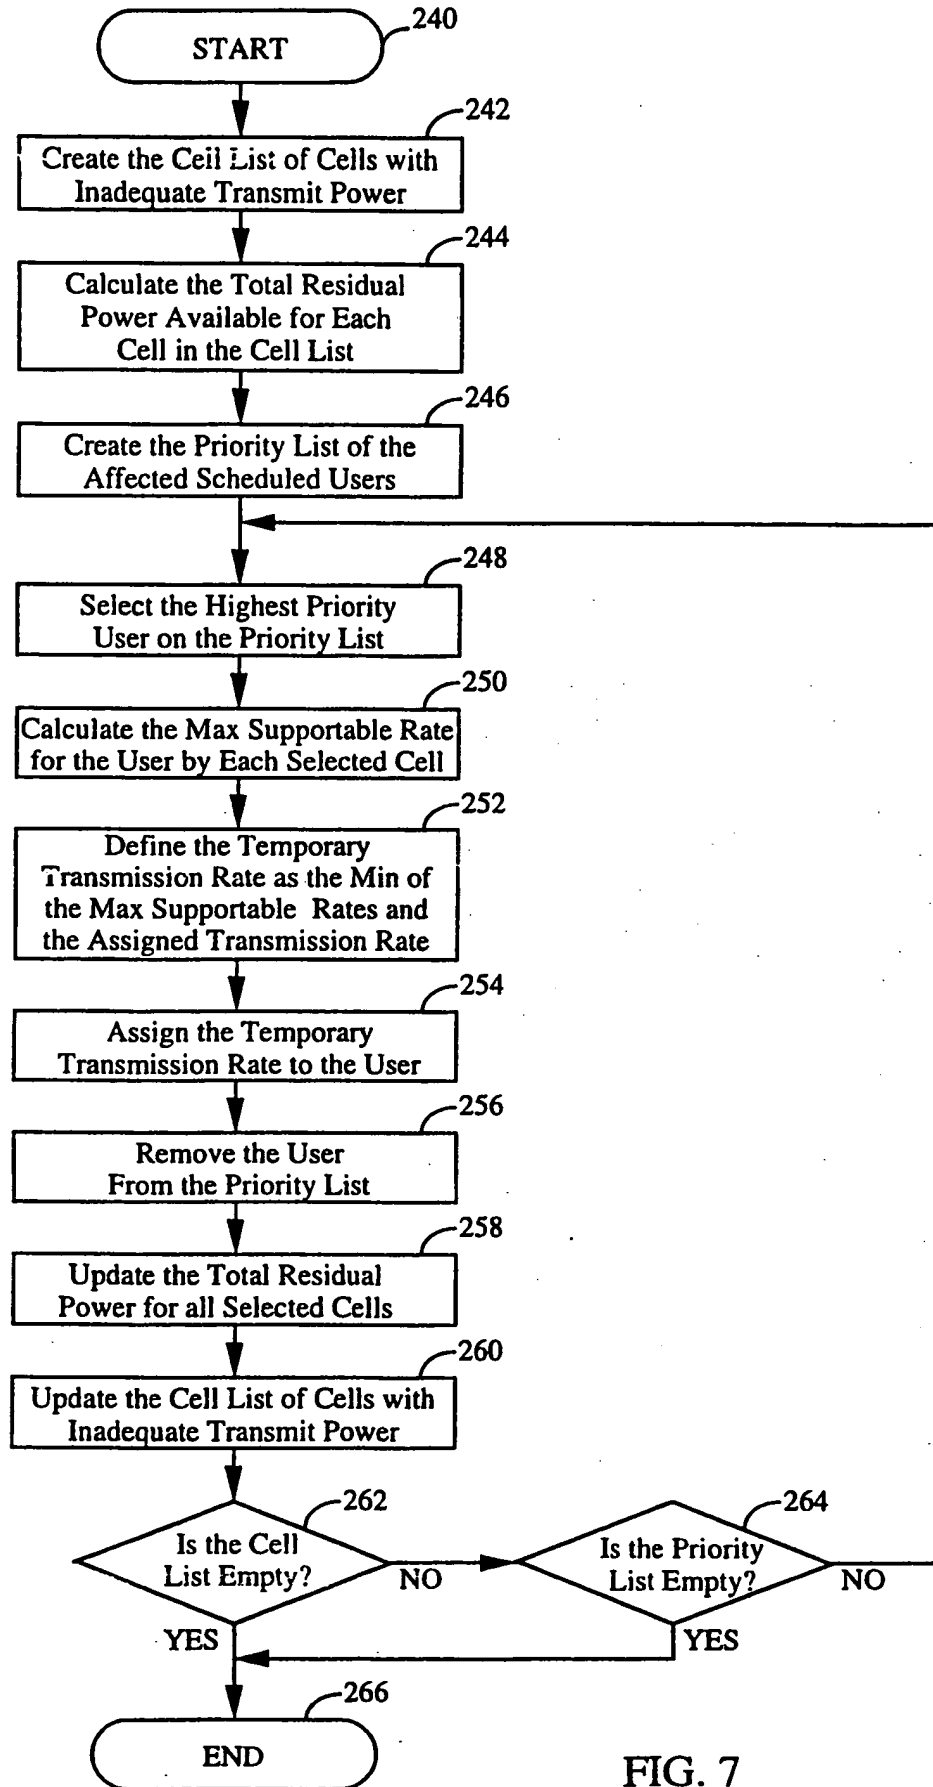 240
START
242
Create the Cell List of Cells with
Inadequate Transmit Power
244
Calculate the Total Residual
Power Available for Each
Cell in the Cell List
246
Create the Priority List of the
Affected Scheduled Users
248
Select the Highest Priority
User on the Priority List
250
Calculate the Max Supportable Rate
for the User by Each Selected Cell
252
Define the Temporary
Transmission Rate as the Min of
the Max Supportable Rates and
the Assigned Transmission Rate
254
Assign the Temporary
Transmission Rate to the User
256
Remove the User
From the Priority List
258
Update the Total Residual
Power for all Selected Cells
260
Update the Cell List of Cells with
Inadequate Transmit Power
262
Is the Cell
List Empty?
NO
YES
264
Is the Priority
List Empty?
NO
YES
266
END
FIG. 7